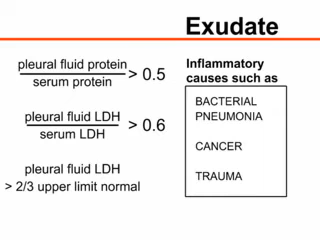 Exudate
pleural fluid protein
serum protein
> 0.5
pleural fluid LDH
serum LDH
> 0.6
pleural fluid LDH
> 2/3 upper limit normal
Inflammatory
causes such as
BACTERIAL
PNEUMONIA
CANCER
TRAUMA